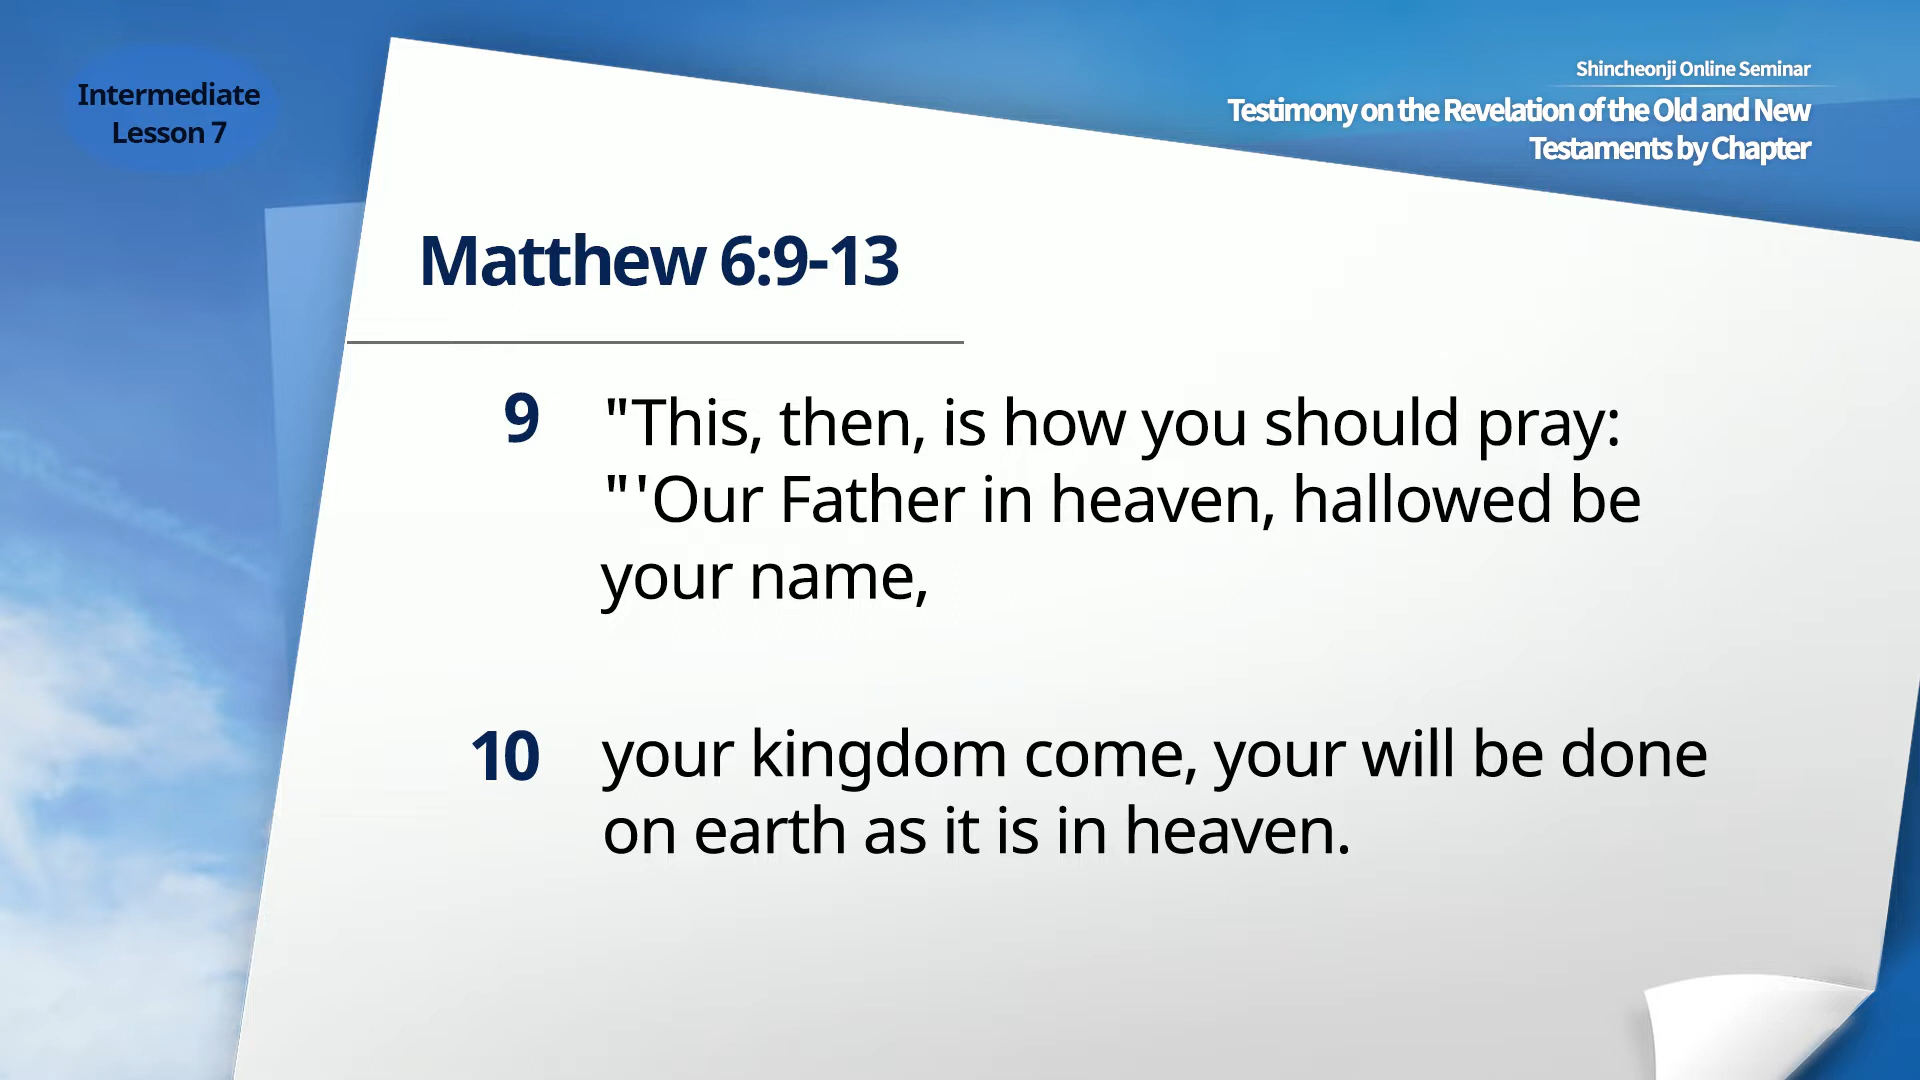 Intermediate
Lesson 7
Shincheonji Online Seminar
Testimony on the Revelation of the Old and New
Testaments by Chapter
Matthew 6:9-13
9 "This, then, is how you should pray:
"'Our Father in heaven, hallowed be
your name,
10 your kingdom come, your will be done
on earth as it is in heaven.